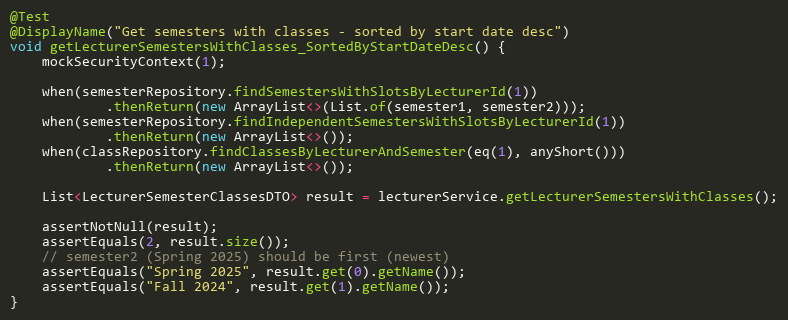 @Test
@DisplayName("Get semesters with classes - sorted by start date desc")
void getLecturerSemestersWithClasses_SortedByStartDateDesc() {
    mockSecurityContext(1);

    when(semesterRepository.findSemestersWithSlotsByLecturerId(1))
            .thenReturn(new ArrayList<>(List.of(semester1, semester2)));
    when(semesterRepository.findIndependentSemestersWithSlotsByLecturerId(1))
            .thenReturn(new ArrayList<>());
    when(classRepository.findClassesByLecturerAndSemester(eq(1), anyShort()))
            .thenReturn(new ArrayList<>());

    List<LecturerSemesterClassesDTO> result = lecturerService.getLecturerSemestersWithClasses();

    assertNotNull(result);
    assertEquals(2, result.size());
    // semester2 (Spring 2025) should be first (newest)
    assertEquals("Spring 2025", result.get(0).getName());
    assertEquals("Fall 2024", result.get(1).getName());
}